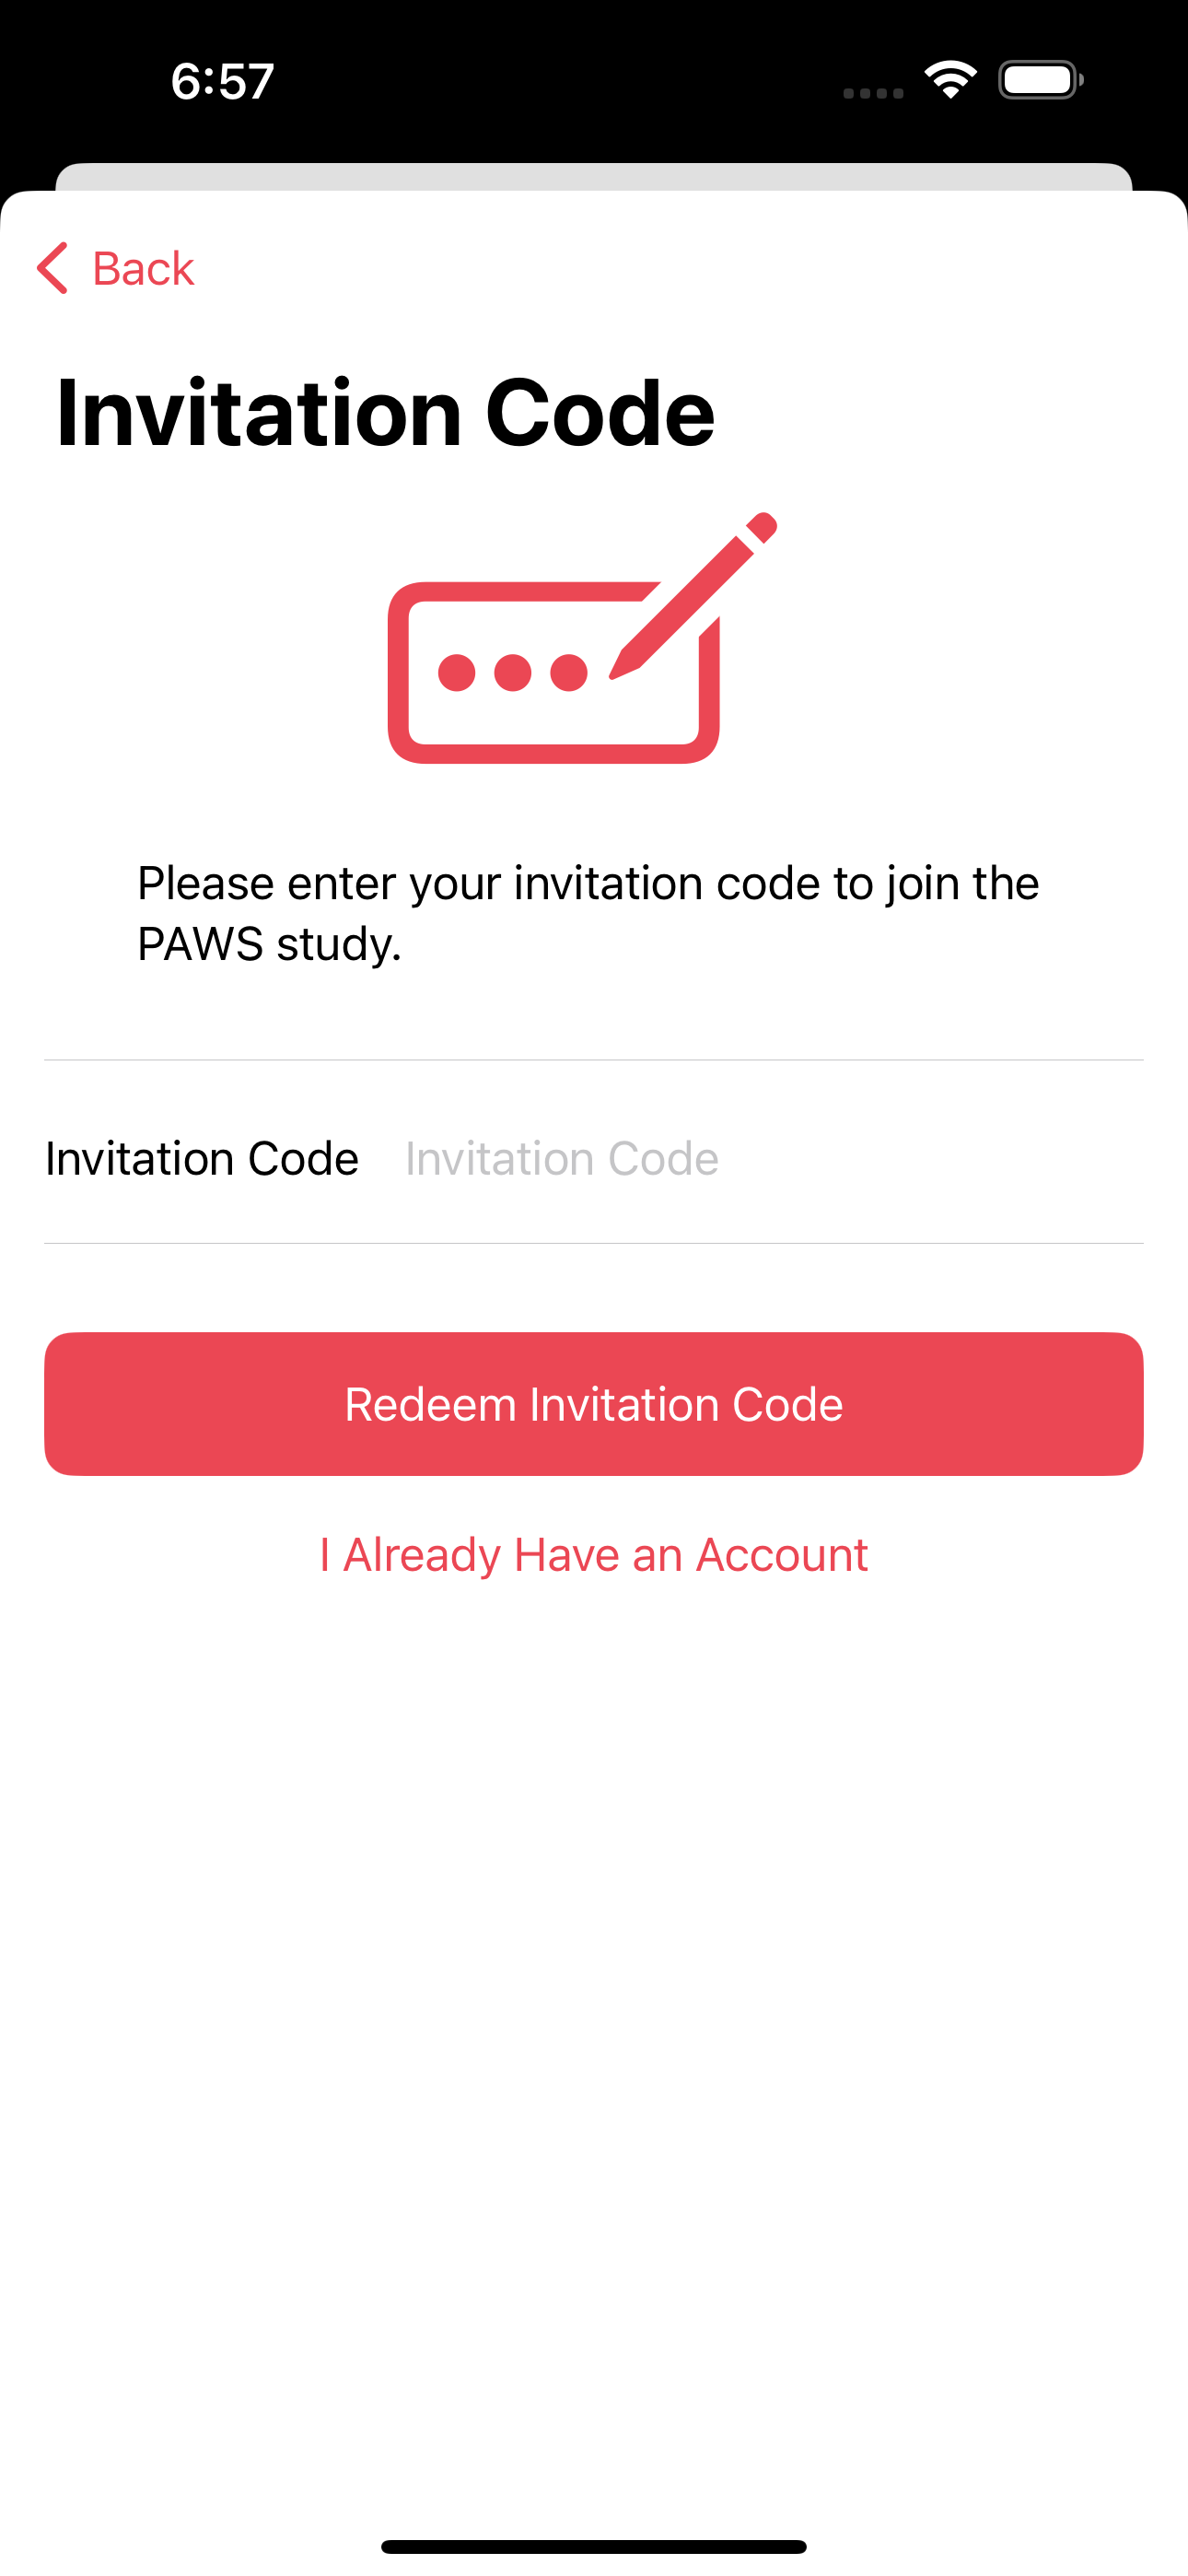 6:57
Back
Invitation Code
Please enter your invitation code to join the
PAWS study.
Invitation Code Invitation Code
Redeem Invitation Code
I Already Have an Account